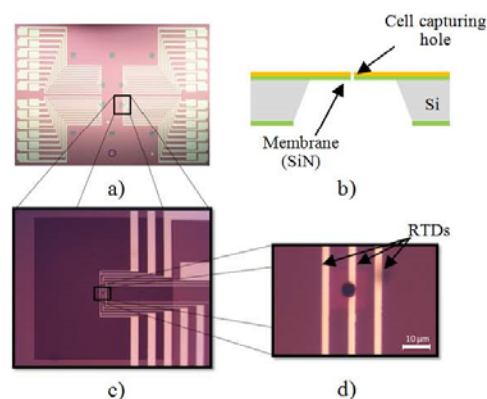 Cell capturing
hole
Si
Membrane
(SiN)
a)
b)
RTDs
10 µm
c)
d)